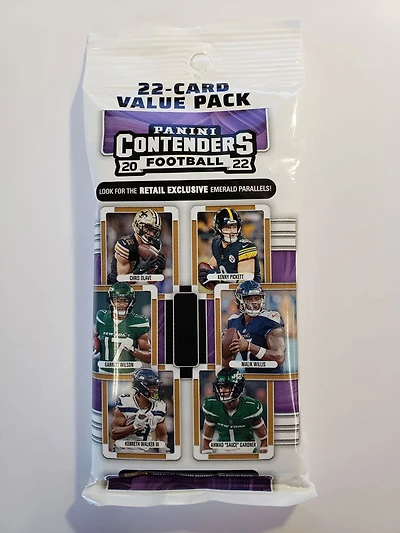 22-CARD
VALUE PACK
PANINI
CONTENDERS
20 FOOTBALL 22
LOOK FOR THE RETAIL EXCLUSIVE EMERALD PARALLELS!
CHRIS OLAVE
KENNY PICKETT
GARRETT WILSON
MALIK WILLIS
KENNETH WALKER III
AHMAD "SAUCE" GARDNER